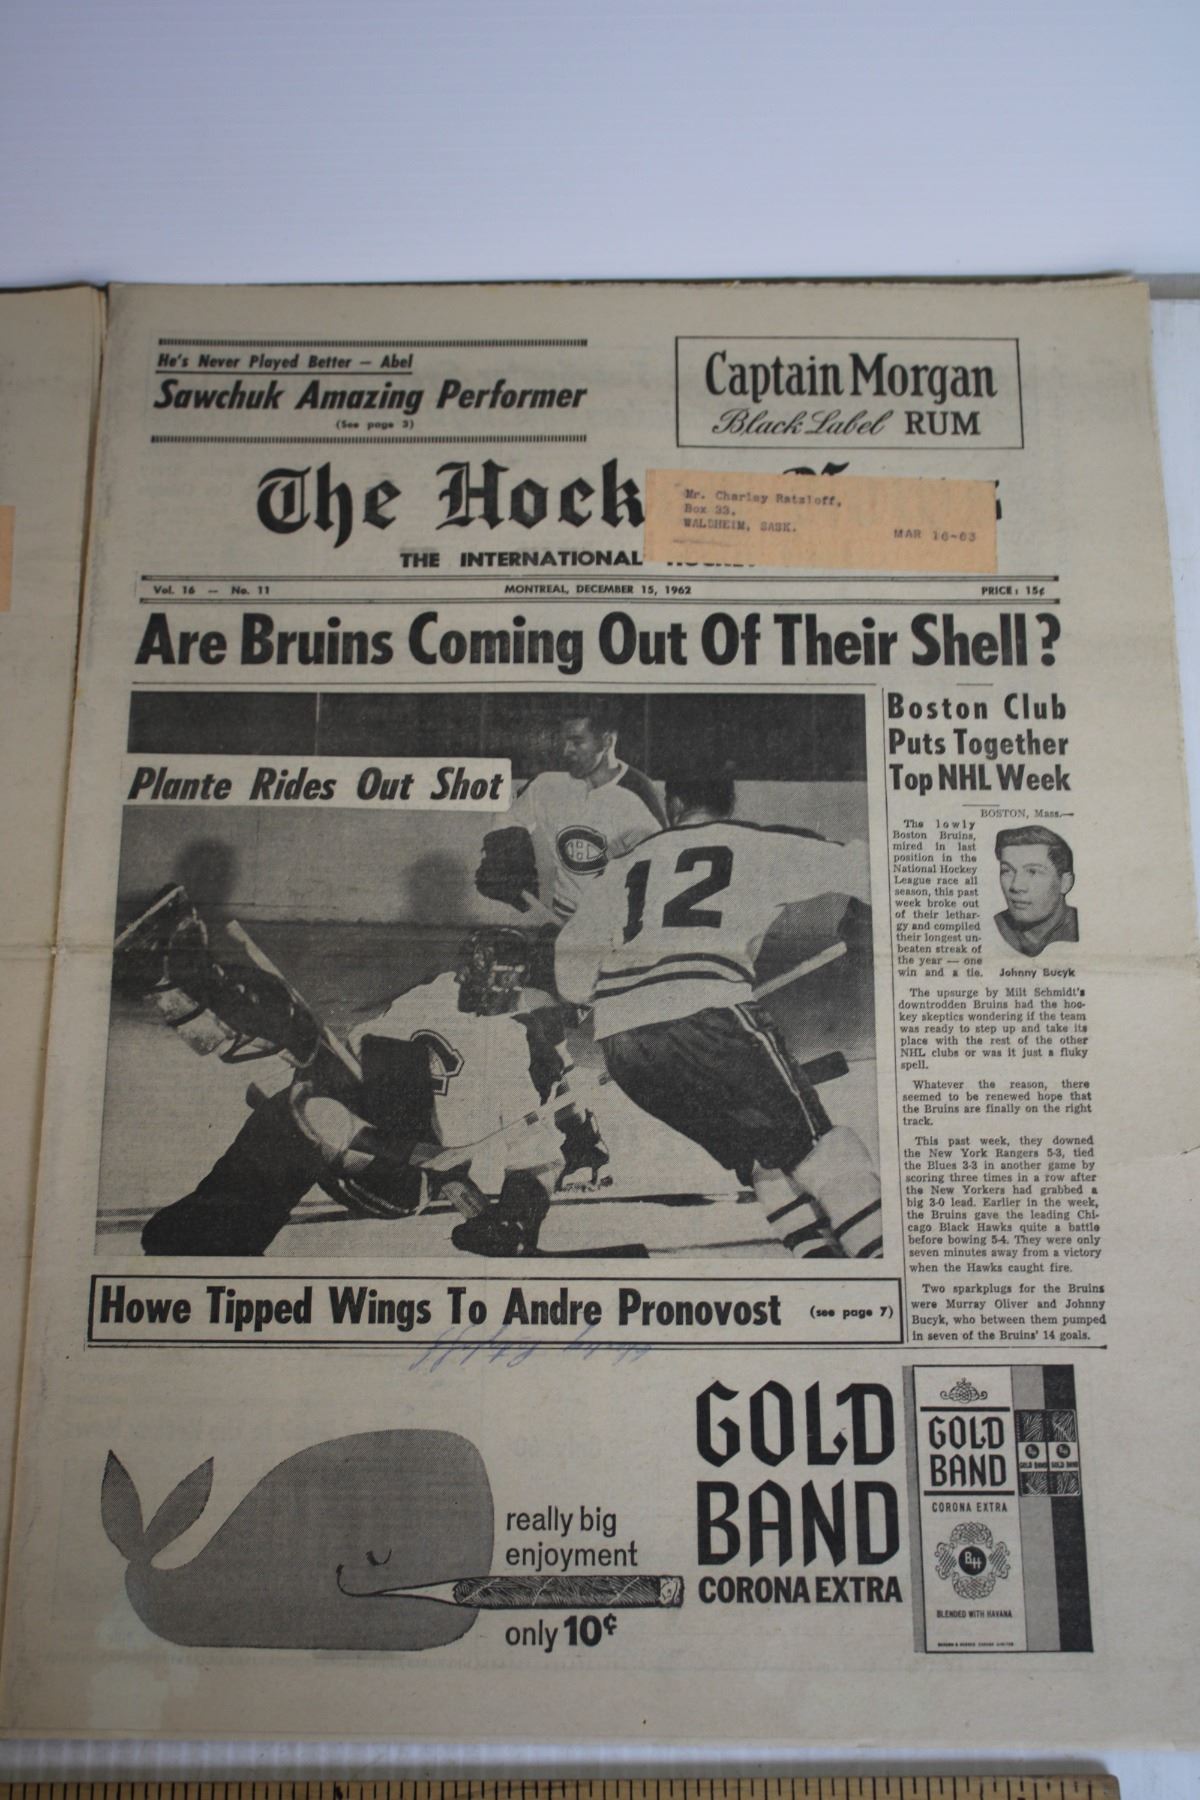 He's Never Played Better — Abel
Sawchuk Amazing Performer
(See page 3)
Captain Morgan
Black Label RUM
The Hock
Mr. Charley Ratzloff,
Box 33,
WALDHEIM, SASK.
MAR 16-63
THE INTERNATIONAL
Vol. 16 — No. 11
MONTREAL, DECEMBER 15, 1962
PRICE: 15¢
Are Bruins Coming Out Of Their Shell?
Plante Rides Out Shot
12
Boston Club
Puts Together
Top NHL Week
BOSTON, Mass.—
The lowly
Boston Bruins,
mired in last
position in the
National Hockey
League race all
season, this past
week broke out
of their lethar-
gy and compiled
their longest un-
beaten streak of
the year — one
win and a tie.
Johnny Bucyk
The upsurge by Milt Schmidt's
downtrodden Bruins had the hoc-
key skeptics wondering if the team
was ready to step up and take its
place with the rest of the other
NHL clubs or was it just a fluky
spell.
Whatever the reason, there
seemed to be renewed hope that
the Bruins are finally on the right
track.
This past week, they downed
the New York Rangers 5-3, tied
the Blues 3-3 in another game by
scoring three times in a row after
the New Yorkers had grabbed a
big 3-0 lead. Earlier in the week,
the Bruins gave the leading Chi-
cago Black Hawks quite a battle
before bowing 5-4. They were only
seven minutes away from a victory
when the Hawks caught fire.
Two sparkplugs for the Bruins
were Murray Oliver and Johnny
Bucyk, who between them pumped
in seven of the Bruins' 14 goals.
Howe Tipped Wings To Andre Pronovost (see page 7)
really big
enjoyment
only 10¢
GOLD
BAND
CORONA EXTRA
GOLD
BAND
CORONA EXTRA
BH
BLENDED WITH HAVANA
GOLD BAND
GOLD BAND